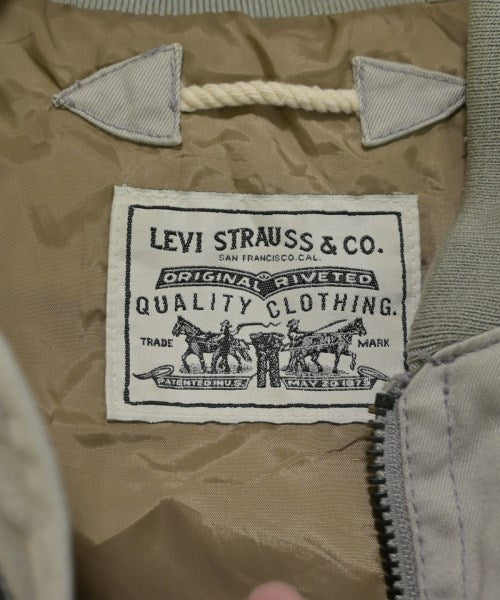 LEVI STRAUSS & CO.
SAN FRANCISCO.CAL.
ORIGINAL RIVETED
QUALITY CLOTHING.
TRADE MARK
PATENTED IN U.S. MAY 20 1873